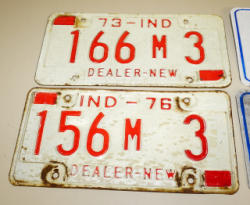 73-IND
166 M 3
DEALER-NEW
IND - 76
156 M 3
DEALER-NEW